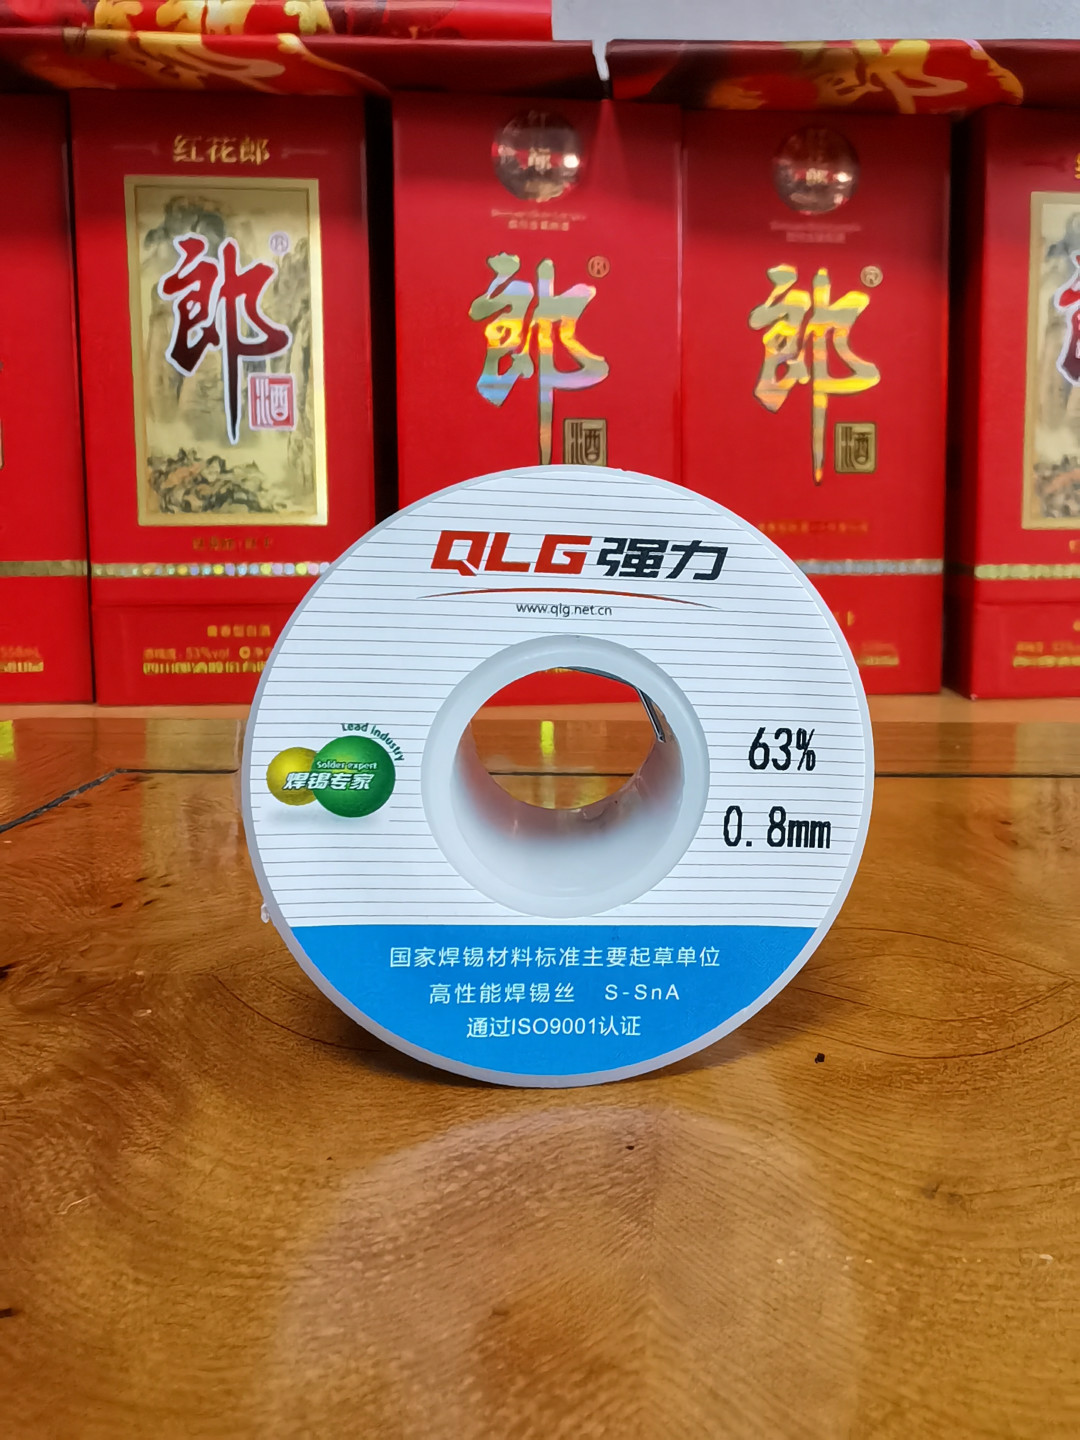 红花郎
郎®
酒
郎®
酒
郎®
酒
53%vol
QLG强力
www.qlg.net.cn
Lead industry
Solder expert
焊锡专家
63%
0.8mm
国家焊锡材料标准主要起草单位
高性能焊锡丝 S-SnA
通过ISO9001认证